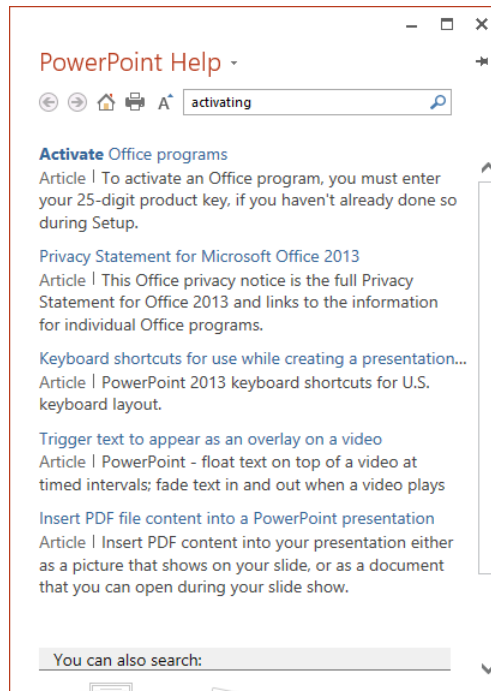 PowerPoint Help
activating
Activate Office programs
Article | To activate an Office program, you must enter
your 25-digit product key, if you haven't already done so
during Setup.
Privacy Statement for Microsoft Office 2013
Article | This Office privacy notice is the full Privacy
Statement for Office 2013 and links to the information
for individual Office programs.
Keyboard shortcuts for use while creating a presentation...
Article | PowerPoint 2013 keyboard shortcuts for U.S.
keyboard layout.
Trigger text to appear as an overlay on a video
Article | PowerPoint - float text on top of a video at
timed intervals; fade text in and out when a video plays
Insert PDF file content into a PowerPoint presentation
Article | Insert PDF content into your presentation either
as a picture that shows on your slide, or as a document
that you can open during your slide show.
You can also search: